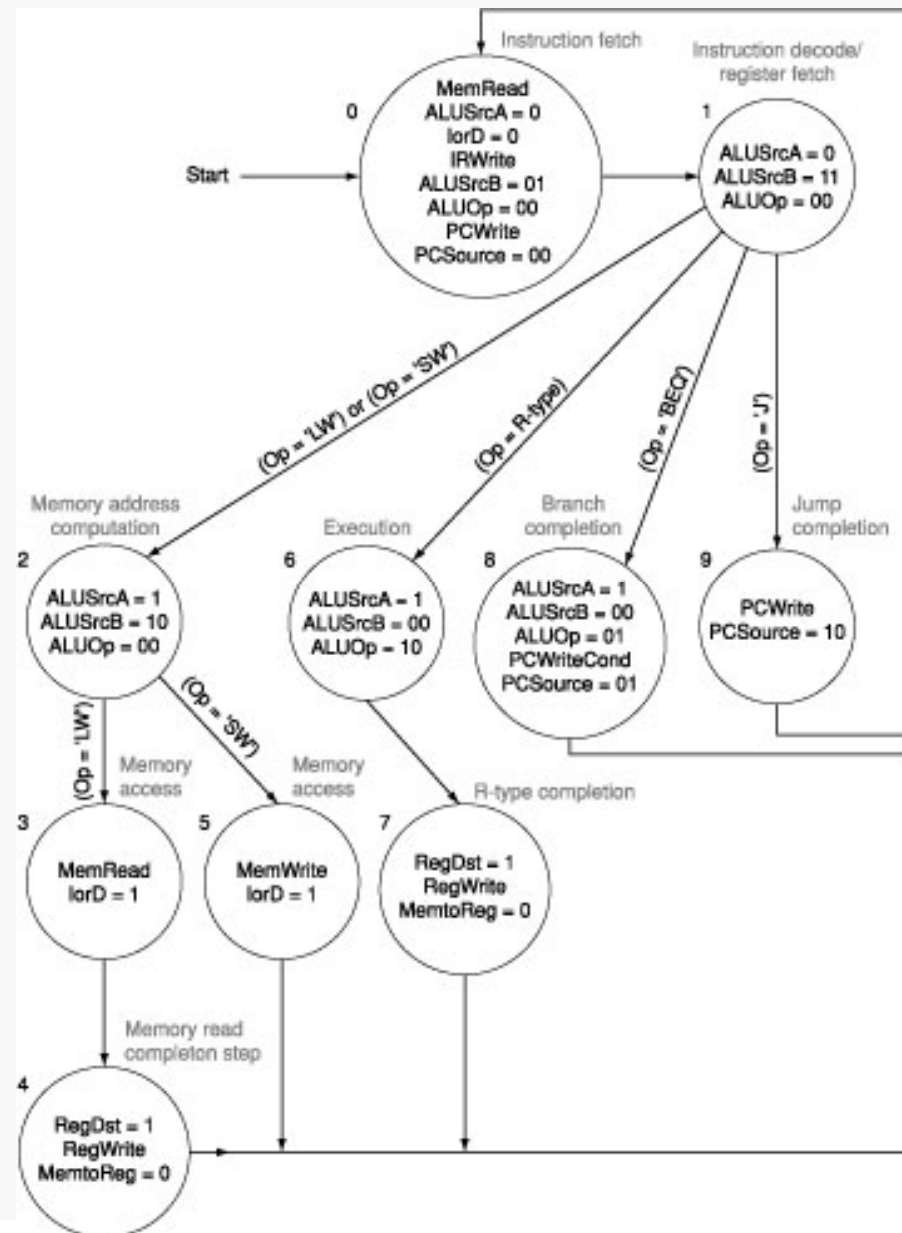 Instruction fetch
0
MemRead
ALUSrcA = 0
IorD = 0
IRWrite
ALUSrcB = 01
ALUOp = 00
PCWrite
PCSource = 00
Start
Instruction decode/
register fetch
1
ALUSrcA = 0
ALUSrcB = 11
ALUOp = 00
(Op = 'LW') or (Op = 'SW')
(Op = R-type)
(Op = 'BEQ')
(Op = 'J')
Memory address
computation
2
ALUSrcA = 1
ALUSrcB = 10
ALUOp = 00
Execution
6
ALUSrcA = 1
ALUSrcB = 00
ALUOp = 10
Branch
completion
8
ALUSrcA = 1
ALUSrcB = 00
ALUOp = 01
PCWriteCond
PCSource = 01
Jump
completion
9
PCWrite
PCSource = 10
(Op = 'LW')
(Op = 'SW')
Memory
access
3
MemRead
IorD = 1
Memory
access
5
MemWrite
IorD = 1
R-type completion
7
RegDst = 1
RegWrite
MemtoReg = 0
Memory read
completon step
4
RegDst = 1
RegWrite
MemtoReg = 0